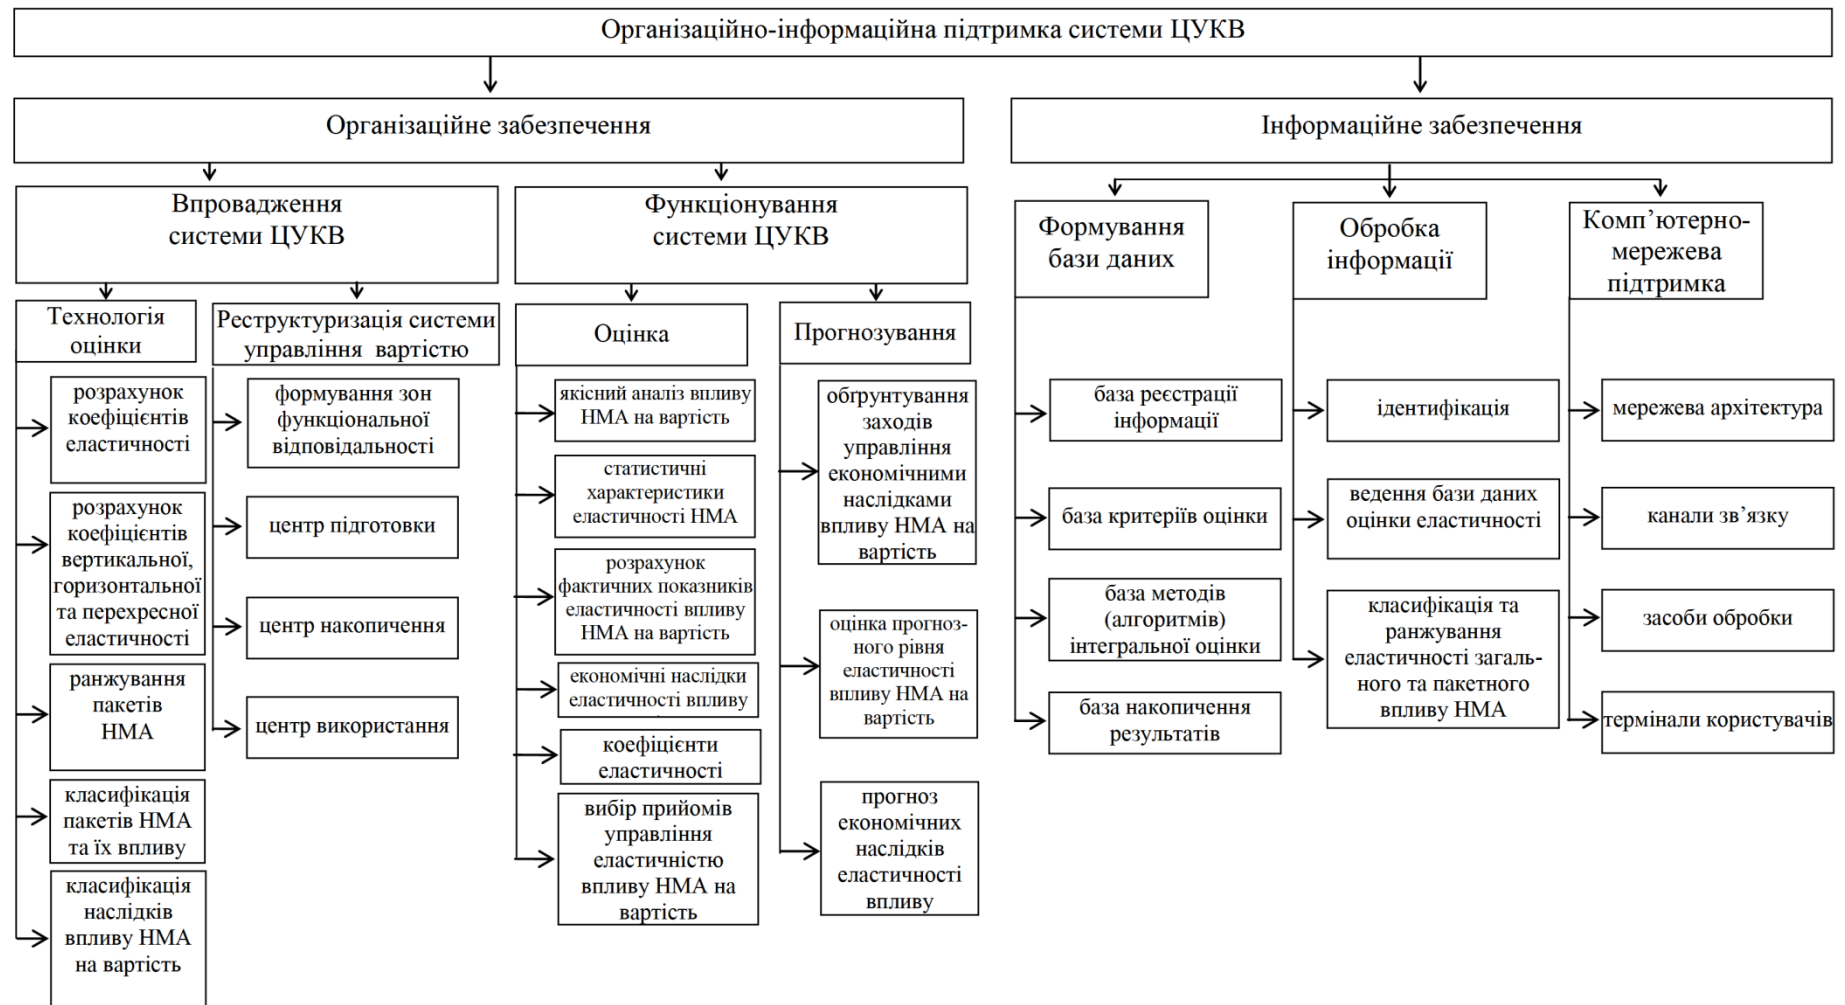 Організаційно-інформаційна підтримка системи ЦУКВ
Організаційне забезпечення
Інформаційне забезпечення
Впровадження
системи ЦУКВ
Функціонування
системи ЦУКВ
Формування
бази даних
Обробка
інформації
Комп’ютерно-
мережева
підтримка
Технологія
оцінки
Реструктуризація системи
управління вартістю
Оцінка
Прогнозування
розрахунок
коефіцієнтів
еластичності
розрахунок
коефіцієнтів
вертикальної,
горизонтальної
та перехресної
еластичності
ранжування
пакетів
НМА
класифікація
пакетів НМА
та їх впливу
класифікація
наслідків
впливу НМА
на вартість
формування зон
функціональної
відповідальності
центр підготовки
центр накопичення
центр використання
якісний аналіз впливу
НМА на вартість
статистичні
характеристики
еластичності НМА
розрахунок
фактичних показників
еластичності впливу
НМА на вартість
економічні наслідки
еластичності впливу
коефіцієнти
еластичності
вибір прийомів
управління
еластичністю
впливу НМА на
вартість
обґрунтування
заходів
управління
економічними
наслідками
впливу НМА на
вартість
оцінка прогноз-
ного рівня
еластичності
впливу НМА на
вартість
прогноз
економічних
наслідків
еластичності
впливу
база реєстрації
інформації
база критеріїв оцінки
база методів
(алгоритмів)
інтегральної оцінки
база накопичення
результатів
ідентифікація
ведення бази даних
оцінки еластичності
класифікація та
ранжування
еластичності загаль-
ного та пакетного
впливу НМА
мережева архітектура
канали зв’язку
засоби обробки
термінали користувачів